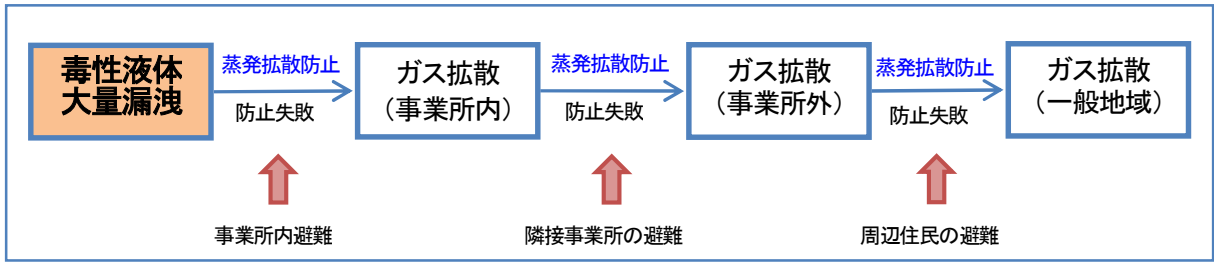 毒性液体
大量漏洩
蒸発拡散防止
防止失敗
ガス拡散
（事業所内）
蒸発拡散防止
防止失敗
ガス拡散
（事業所外）
蒸発拡散防止
防止失敗
ガス拡散
（一般地域）
事業所内避難
隣接事業所の避難
周辺住民の避難